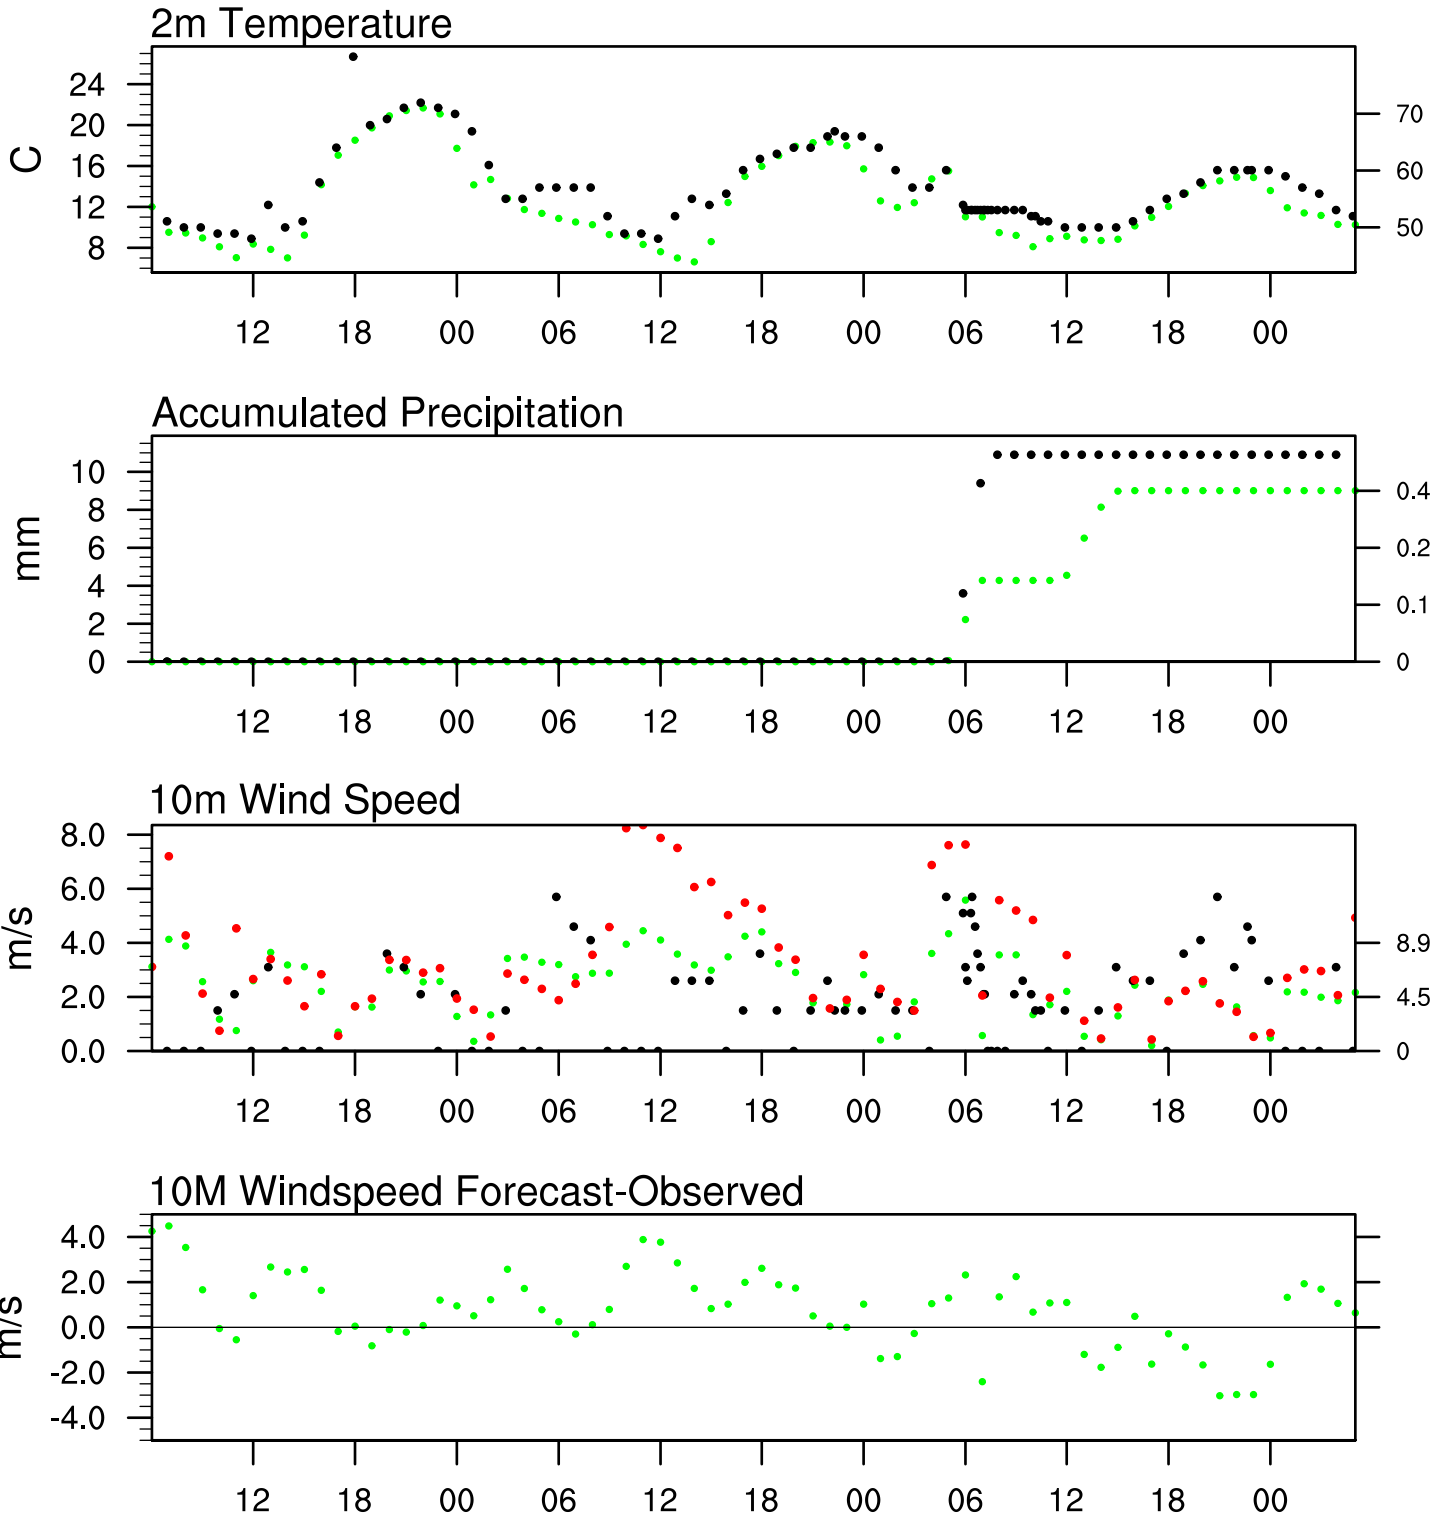 2m Temperature
24
20
16
12
8
C
70
60
50
12 18 00 06 12 18 00 06 12 18 00
Accumulated Precipitation
10
8
6
4
2
0
mm
0.4
0.2
0.1
0
12 18 00 06 12 18 00 06 12 18 00
10m Wind Speed
8.0
6.0
4.0
2.0
0.0
m/s
8.9
4.5
0
12 18 00 06 12 18 00 06 12 18 00
10M Windspeed Forecast-Observed
4.0
2.0
0.0
-2.0
-4.0
m/s
12 18 00 06 12 18 00 06 12 18 00